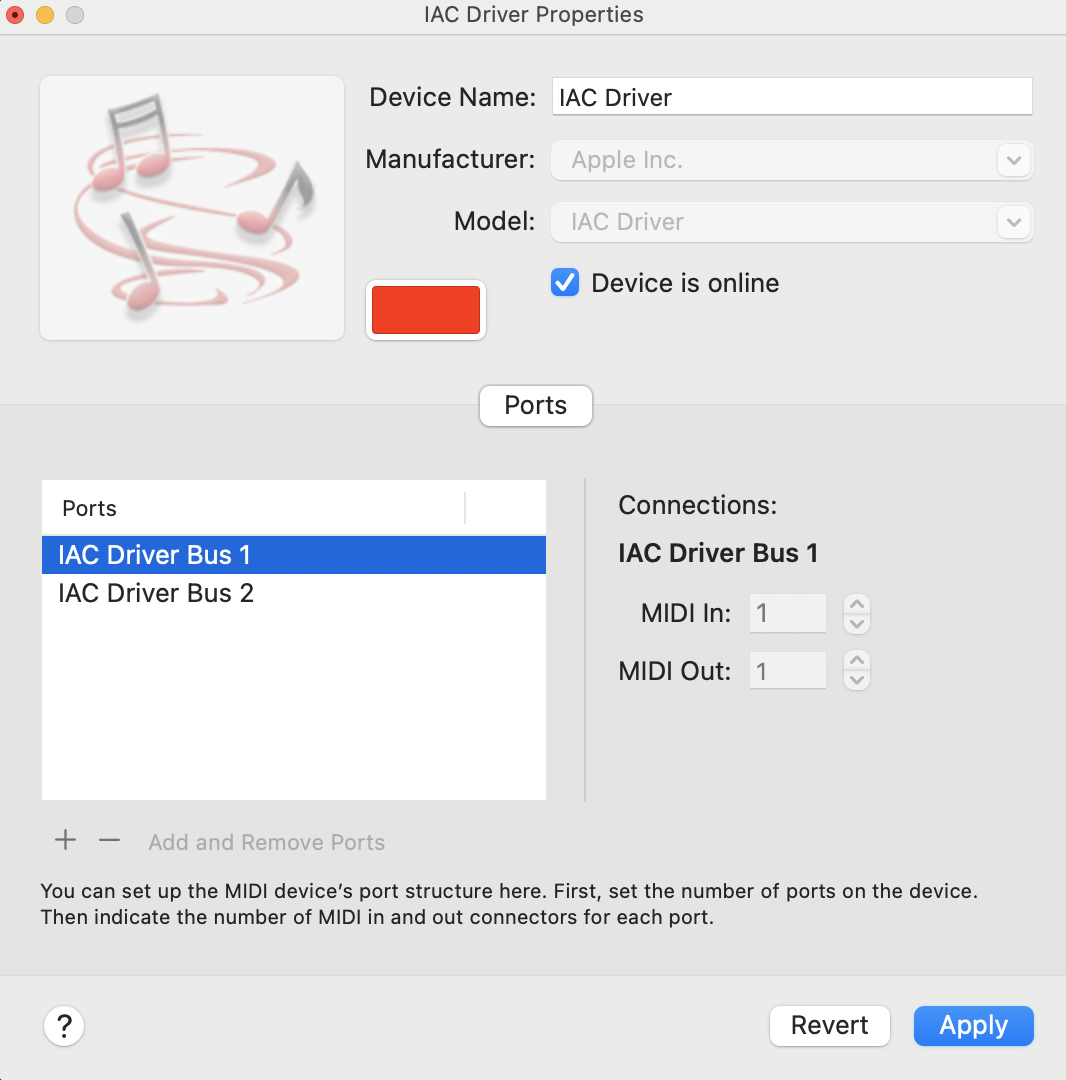 IAC Driver Properties
Device Name: IAC Driver
Manufacturer: Apple Inc.
Model: IAC Driver
Device is online
Ports
Ports
IAC Driver Bus 1
IAC Driver Bus 2
Connections:
IAC Driver Bus 1
MIDI In: 1
MIDI Out: 1
+ − Add and Remove Ports
You can set up the MIDI device’s port structure here. First, set the number of ports on the device.
Then indicate the number of MIDI in and out connectors for each port.
? Revert Apply